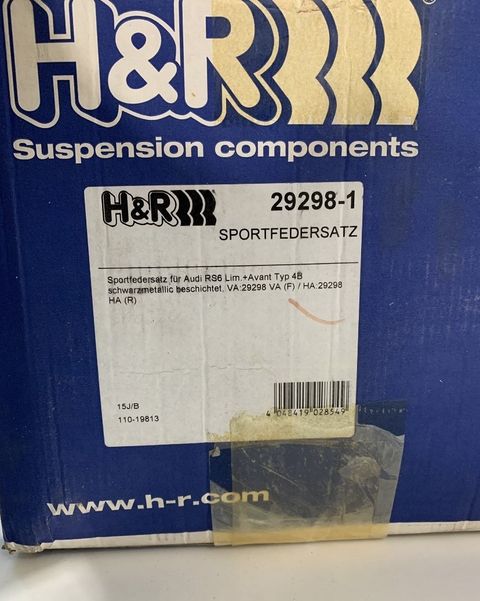 H&R ®
Suspension components
H&R 29298-1
SPORTFEDERSATZ
Sportfedersatz für Audi RS6 Lim.+Avant Typ 4B
schwarzmetallic beschichtet, VA:29298 VA (F) / HA:29298
HA (R)
15J/B
110-19813
4 048419 028549
www.h-r.com